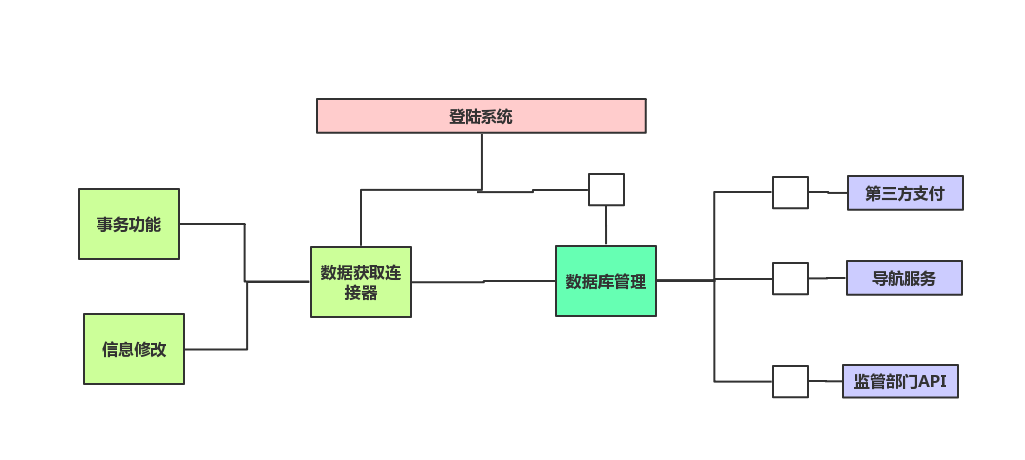 登陆系统
事务功能
数据获取连
接器
数据库管理
信息修改
第三方支付
导航服务
监管部门API